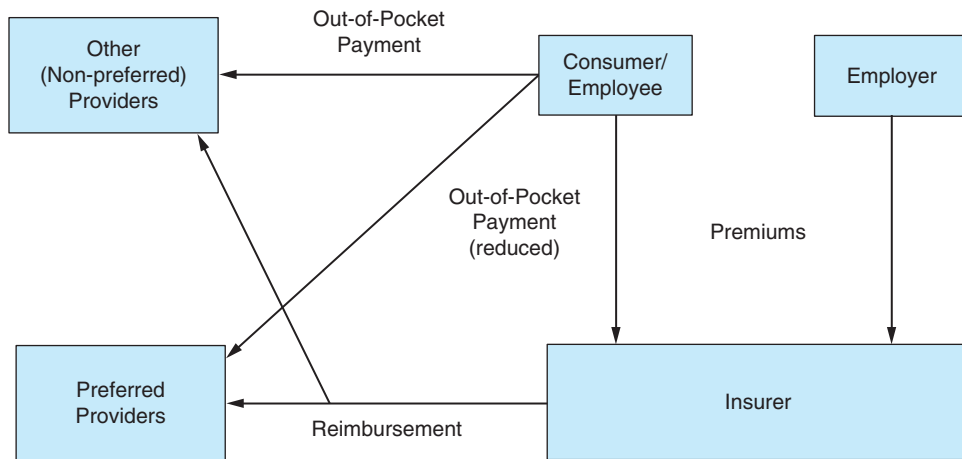 Out-of-Pocket
Payment
Other
(Non-preferred)
Providers
Consumer/
Employee
Employer
Out-of-Pocket
Payment
(reduced)
Premiums
Preferred
Providers
Reimbursement
Insurer